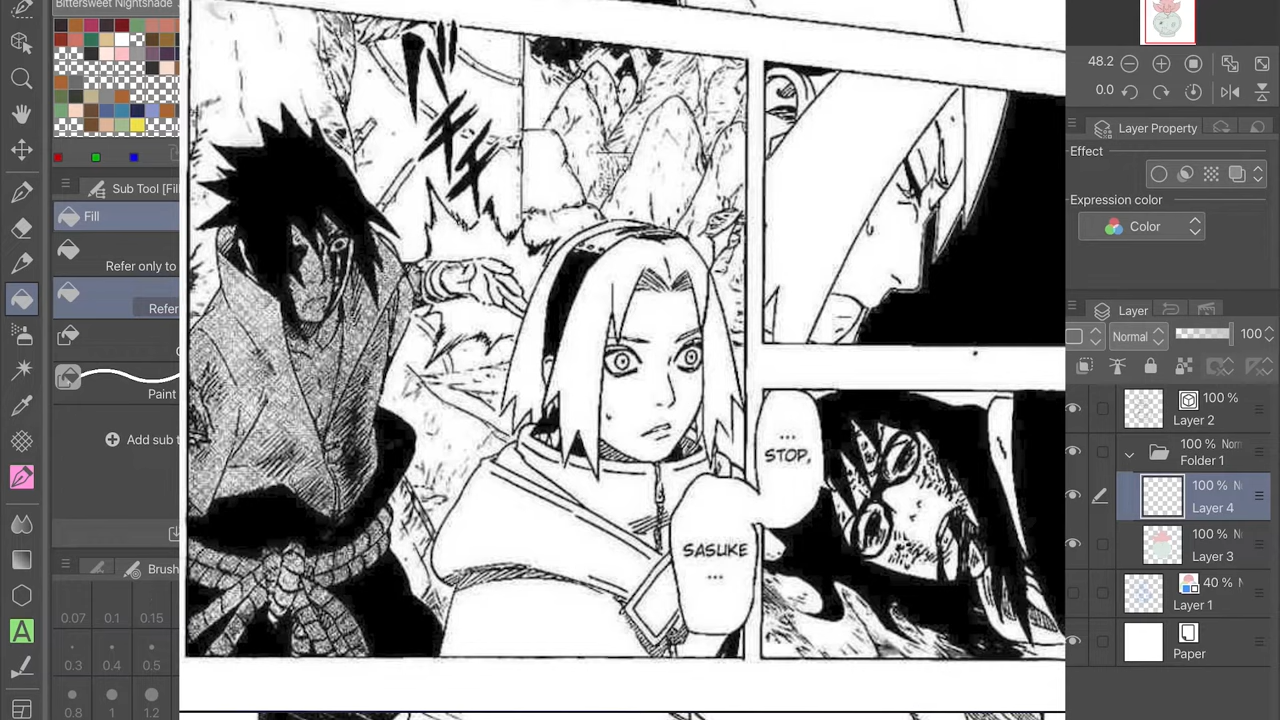 Bittersweet Nightshade
Sub Tool [Fil
Fill
Refer only to
Refer
Paint
Add sub t
Brush
0.07 0.1 0.15
0.3 0.4 0.5
0.8 1 1.2
...
STOP,
SASUKE
...
48.2
0.0
Layer Property
Effect
Expression color
Color
Layer
Normal 100
100 %
Layer 2
100 % Norm
Folder 1
100 % N
Layer 4
100 % N
Layer 3
40 % N
Layer 1
Paper